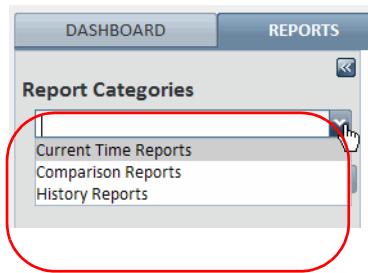 DASHBOARD
REPORTS
Report Categories
Current Time Reports
Comparison Reports
History Reports